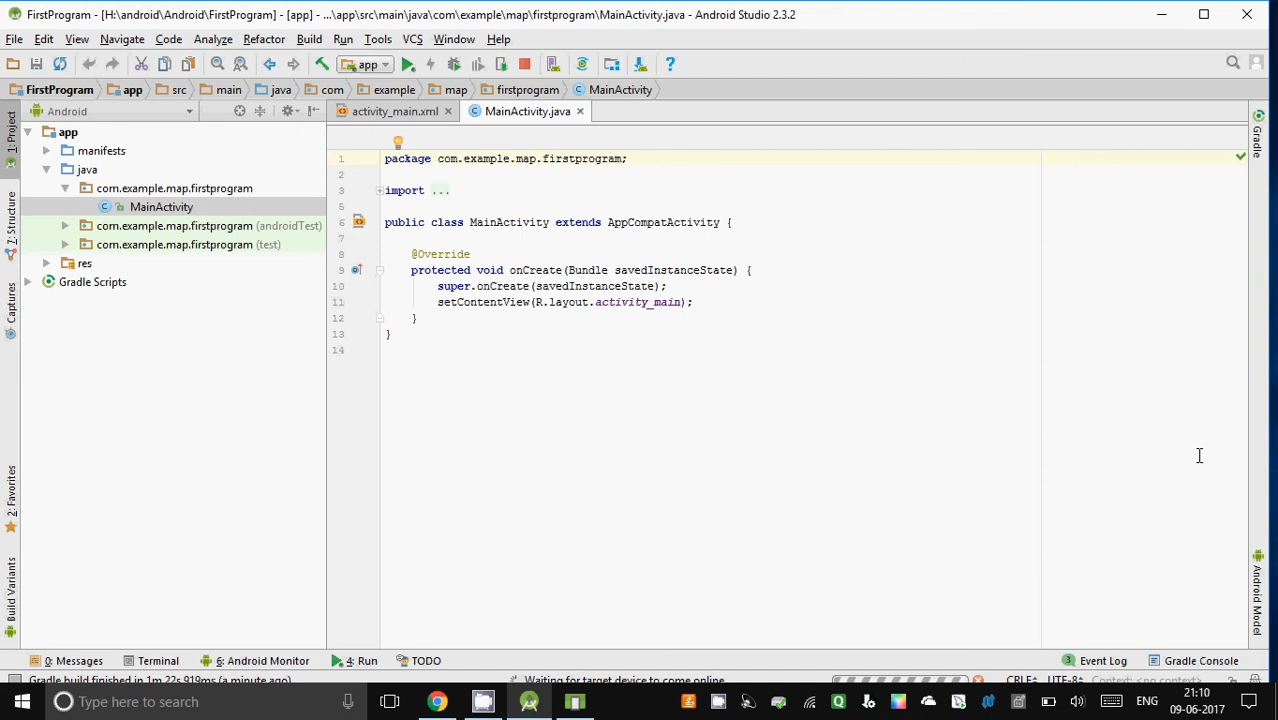 FirstProgram - [H:\android\Android\FirstProgram] - [app] - ...\app\src\main\java\com\example\map\firstprogram\MainActivity.java - Android Studio 2.3.2
File Edit View Navigate Code Analyze Refactor Build Run Tools VCS Window Help
app
FirstProgram app src main java com example map firstprogram MainActivity
Android
activity_main.xml MainActivity.java
app
manifests
java
com.example.map.firstprogram
MainActivity
com.example.map.firstprogram (androidTest)
com.example.map.firstprogram (test)
res
Gradle Scripts
1 package com.example.map.firstprogram;
2
3 import ...
5
6 public class MainActivity extends AppCompatActivity {
7
8 @Override
9 protected void onCreate(Bundle savedInstanceState) {
10 super.onCreate(savedInstanceState);
11 setContentView(R.layout.activity_main);
12 }
13 }
14
1: Project
7: Structure
Captures
2: Favorites
Build Variants
Gradle
Android Model
0: Messages Terminal 6: Android Monitor 4: Run TODO 3 Event Log Gradle Console
Gradle build finished in 1m 22s 919ms (a minute ago) Waiting for target device to come online CRLF UTF-8 Context: <no context>
Type here to search
ENG
21:10
09-06-2017